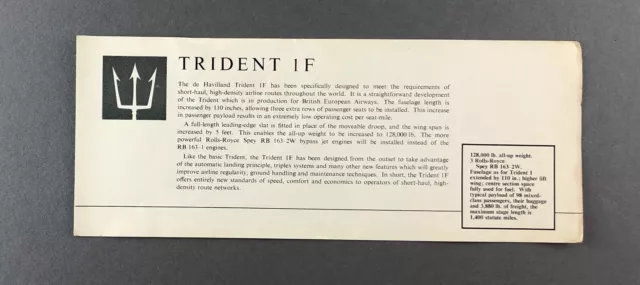 TRIDENT 1F
The de Havilland Trident 1F has been specifically designed to meet the requirements of
short-haul, high-density airline routes throughout the world. It is a straightforward development
of the Trident which is in production for British European Airways. The fuselage length is
increased by 110 inches, allowing three extra rows of passenger seats to be installed. This increase
in passenger payload results in an extremely low operating cost per seat-mile.
A full-length leading-edge slat is fitted in place of the moveable droop, and the wing span is
increased by 5 feet. This enables the all-up weight to be increased to 128,000 lb. The more
powerful Rolls-Royce Spey RB 163-2W bypass jet engines will be installed instead of the
RB 163-1 engines.
Like the basic Trident, the Trident 1F has been designed from the outset to take advantage
of the automatic landing principle, triplex systems and many other new features which will greatly
improve airline regularity, ground handling and maintenance techniques. In short, the Trident 1F
offers entirely new standards of speed, comfort and economics to operators of short-haul, high-
density route networks.
128,000 lb. all-up weight.
3 Rolls-Royce
Spey RB 163-2W.
Fuselage as for Trident 1
extended by 110 in.; higher lift
wing; centre section space
fully used for fuel. With
typical payload of 98 mixed-
class passengers, their baggage
and 3,880 lb. of freight, the
maximum stage length is
1,400 statute miles.